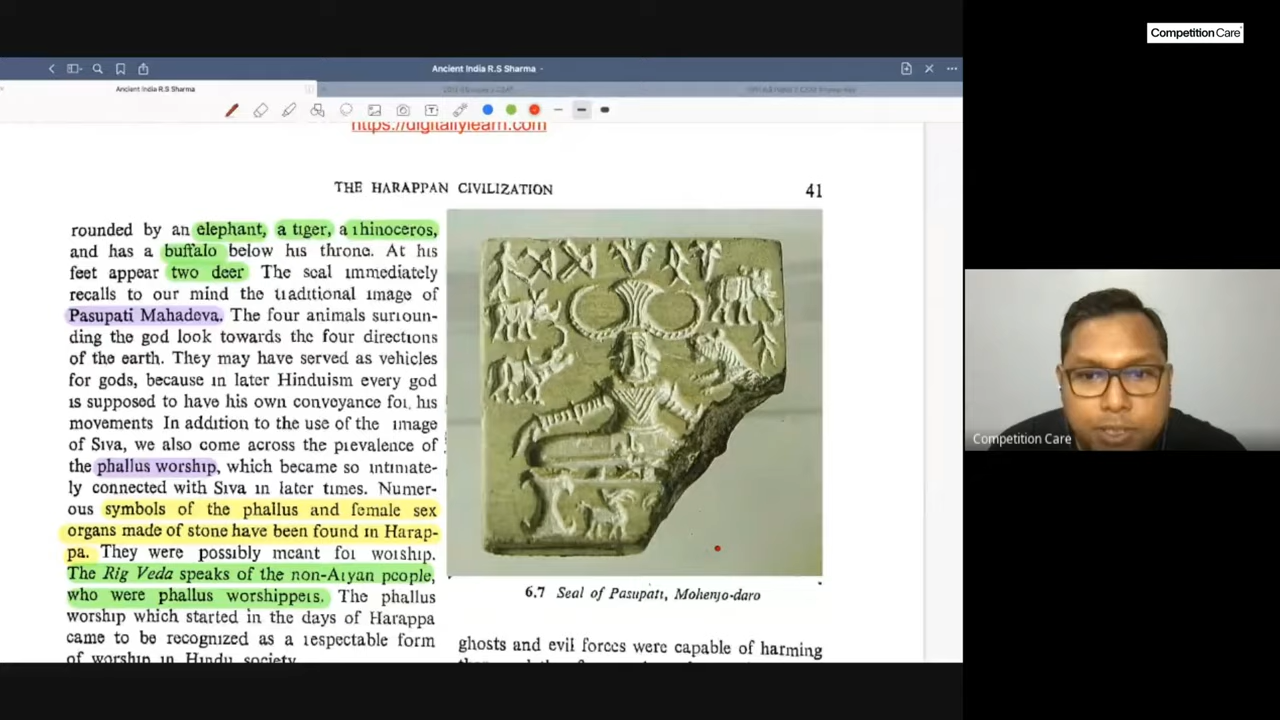 CompetitionCare
Ancient India R.S Sharma
Ancient India R.S Sharma
https://digitallylearn.com
THE HARAPPAN CIVILIZATION 41
rounded by an elephant, a tiger, a rhinoceros,
and has a buffalo below his throne. At his
feet appear two deer The seal immediately
recalls to our mind the traditional image of
Pasupati Mahadeva. The four animals surroun-
ding the god look towards the four directions
of the earth. They may have served as vehicles
for gods, because in later Hinduism every god
is supposed to have his own conveyance for his
movements In addition to the use of the image
of Siva, we also come across the prevalence of
the phallus worship, which became so intimate-
ly connected with Siva in later times. Numer-
ous symbols of the phallus and female sex
organs made of stone have been found in Harap-
pa. They were possibly meant for worship.
The Rig Veda speaks of the non-Aryan people,
who were phallus worshippers. The phallus
worship which started in the days of Harappa
came to be recognized as a respectable form
of worship in Hindu society
6.7 Seal of Pasupati, Mohenjo-daro
ghosts and evil forces were capable of harming
Competition Care